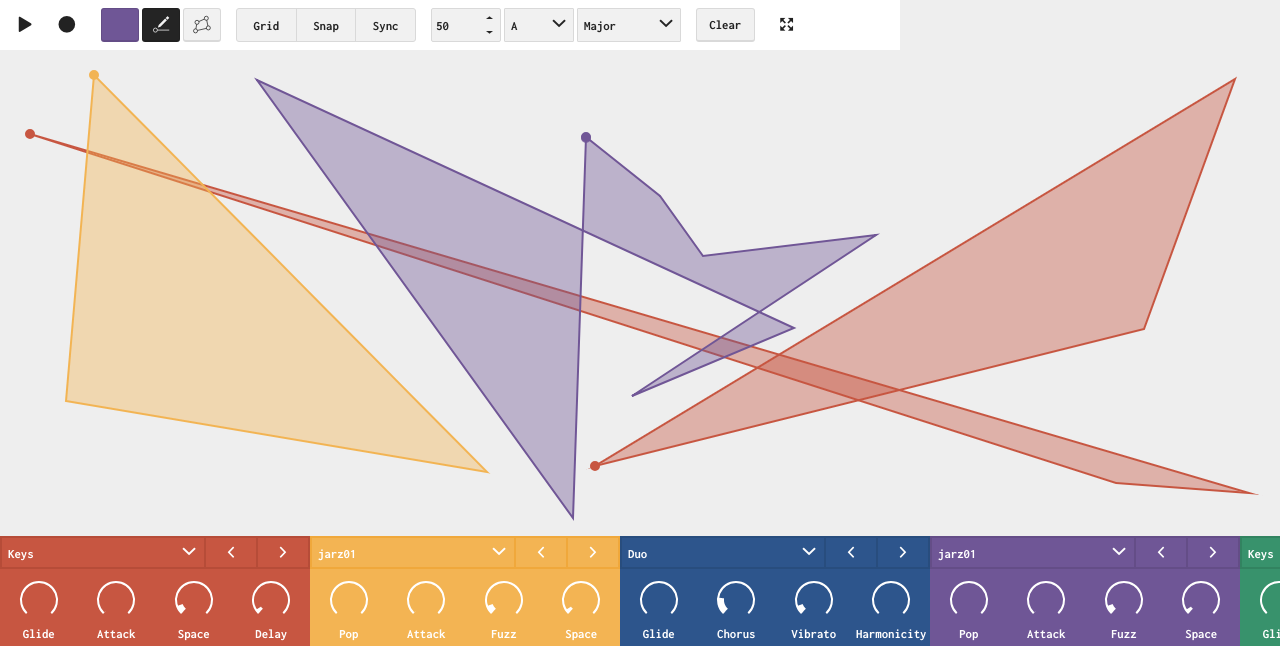 Grid Snap Sync 50 A Major Clear
Keys jarz01 Duo jarz01 Keys
Glide Attack Space Delay Pop Attack Fuzz Space Glide Chorus Vibrato Harmonicity Pop Attack Fuzz Space Gli